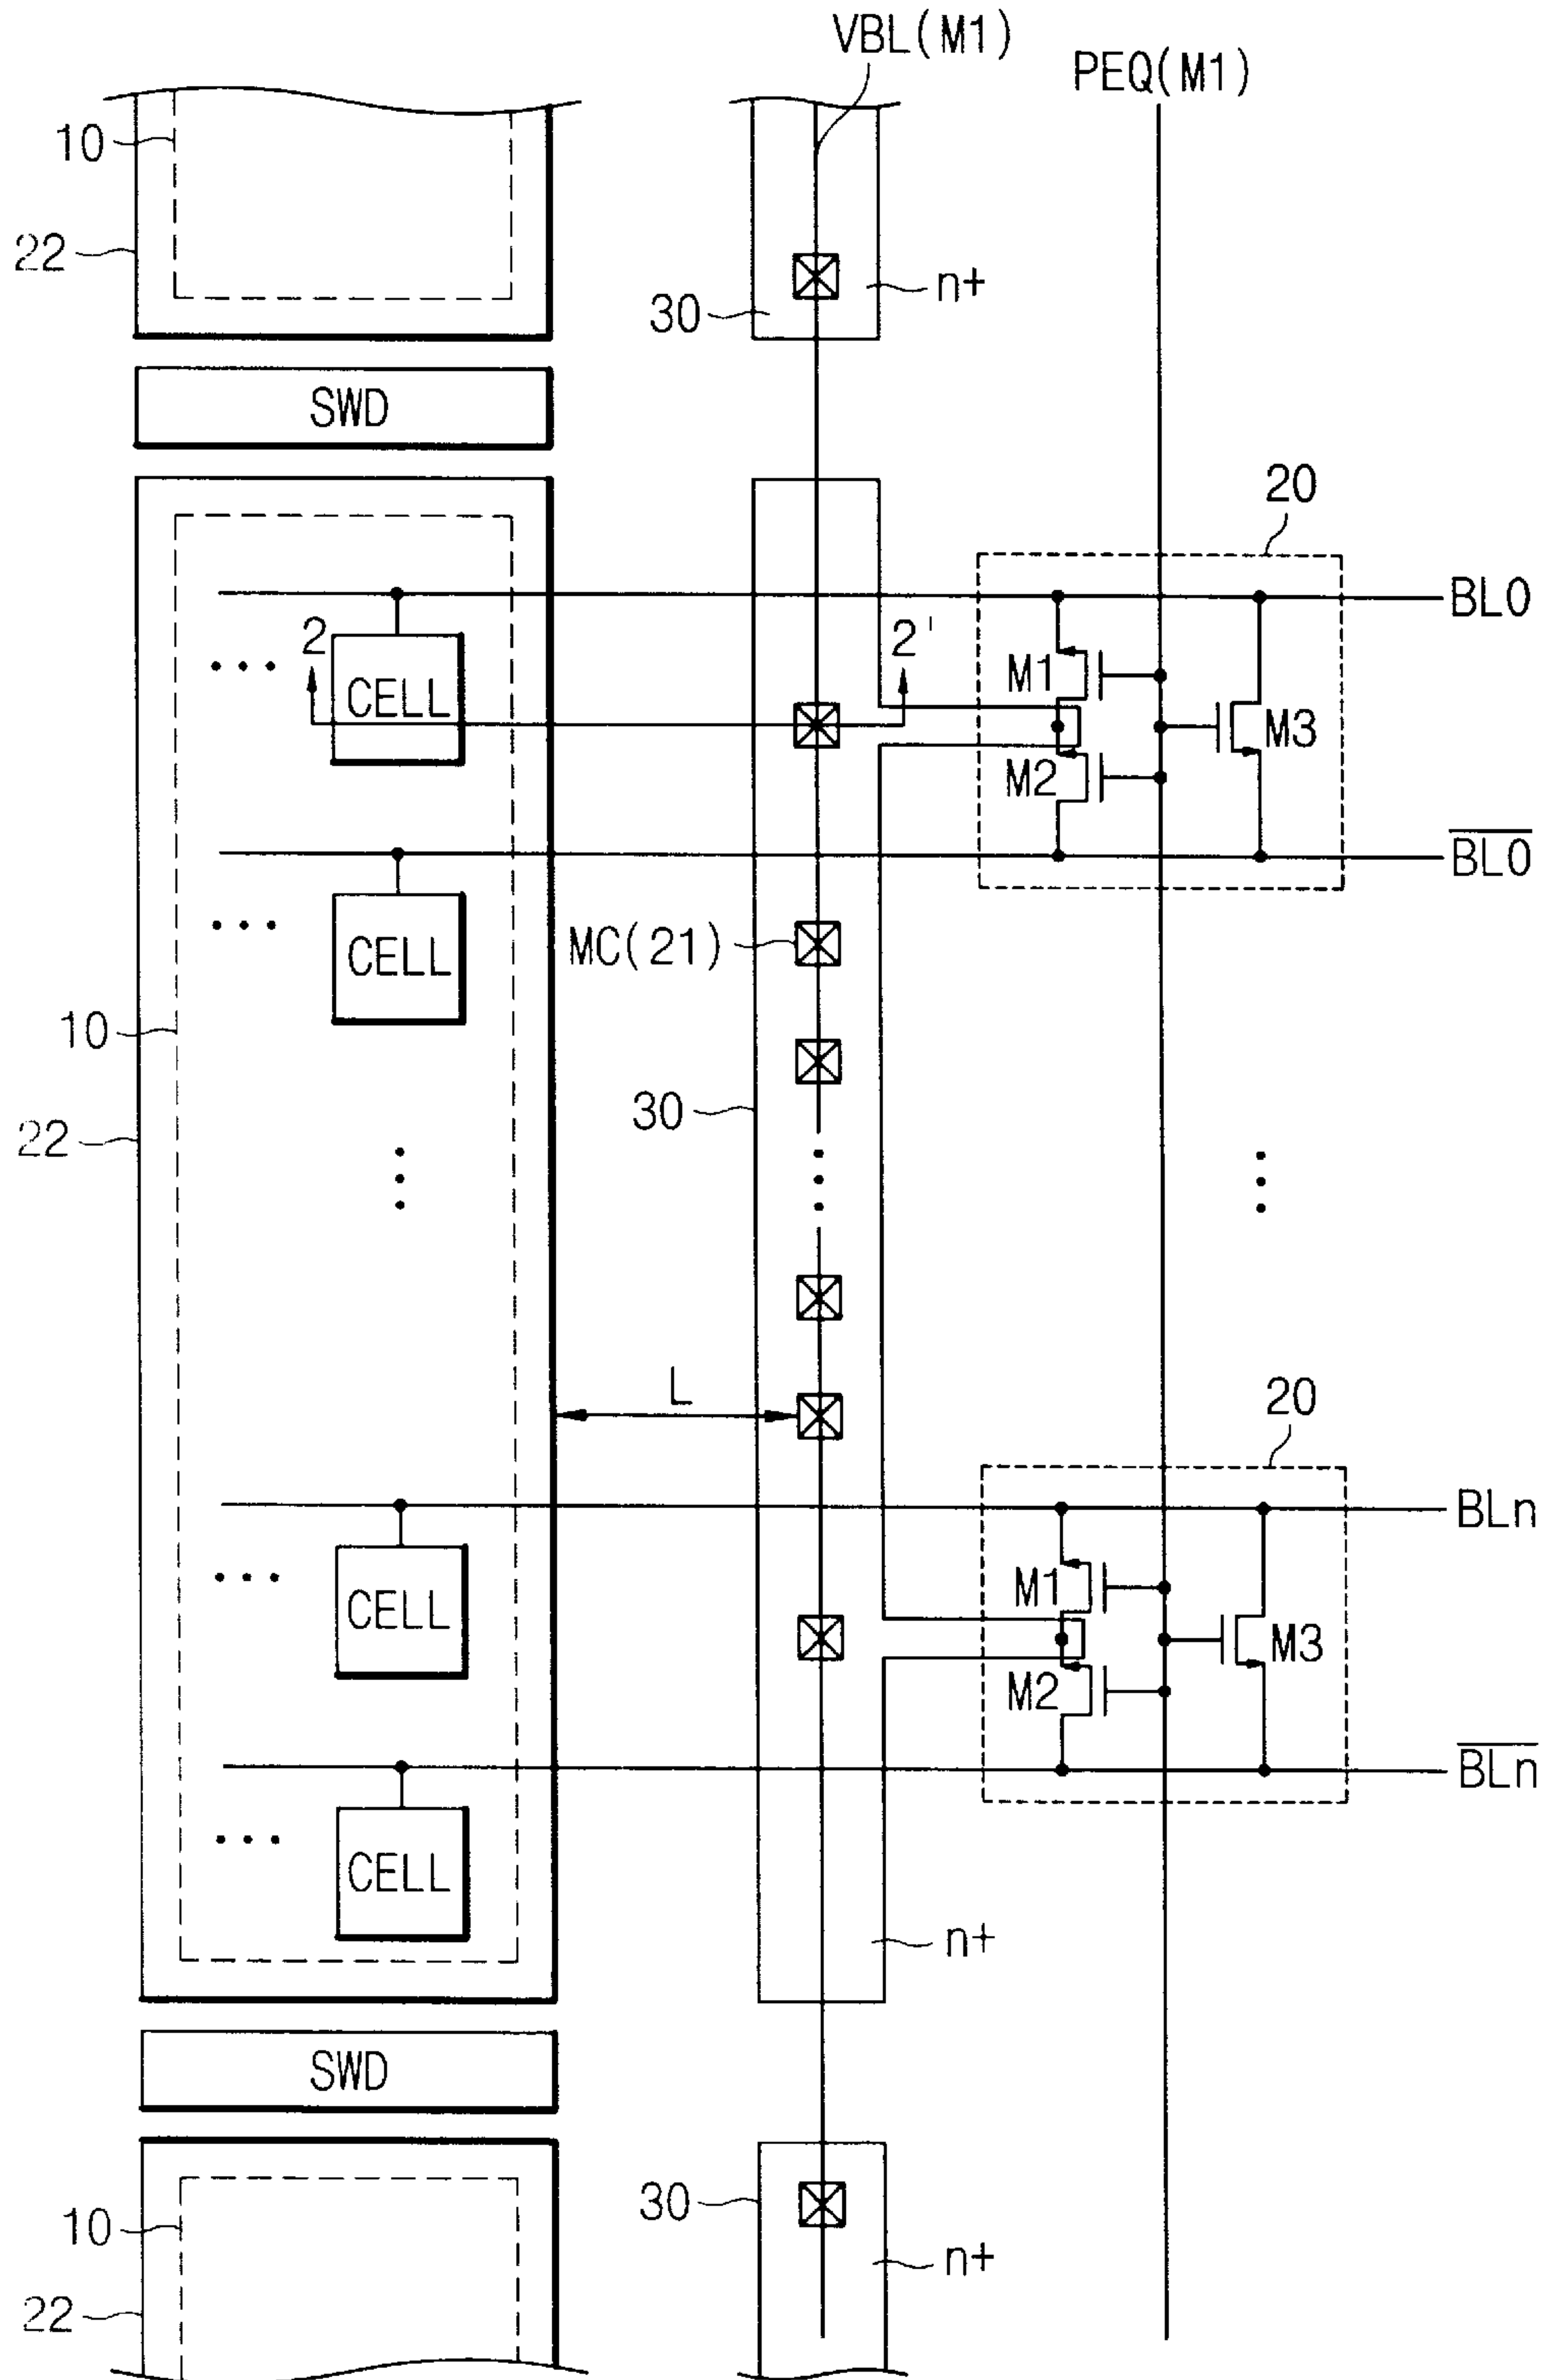 VBL(M1)
PEQ(M1)
10
22
30
n+
SWD
20
BL0
2
2'
CELL
M1
M3
M2
BL0
MC(21)
CELL
10
30
22
L
20
BLn
CELL
M1
M3
M2
BLn
CELL
n+
SWD
30
10
n+
22